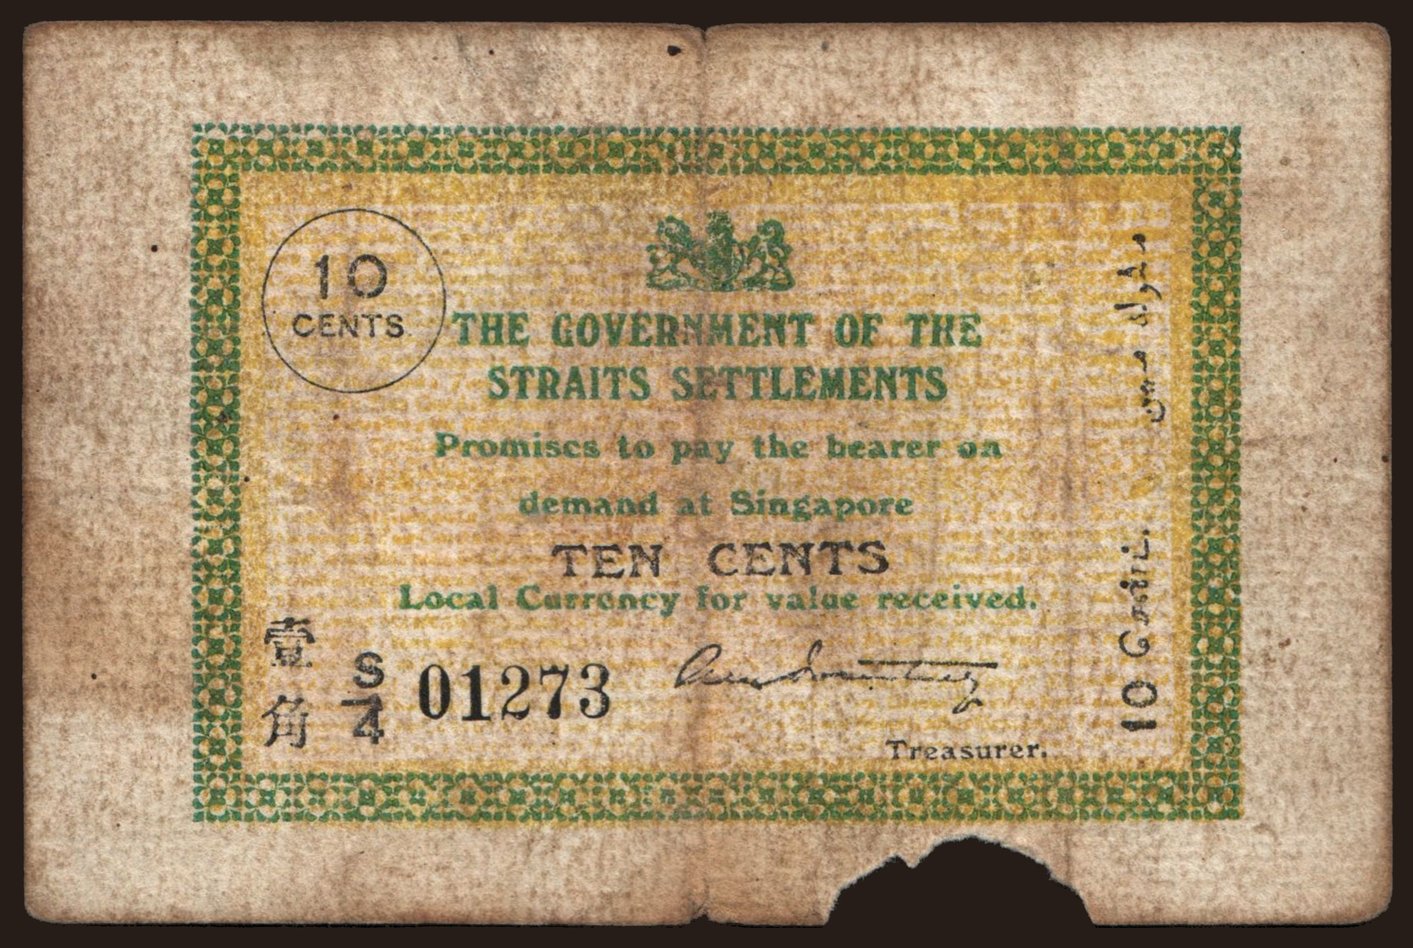 10
CENTS
THE GOVERNMENT OF THE
STRAITS SETTLEMENTS
Promises to pay the bearer on
demand at Singapore
TEN CENTS
Local Currency for value received.
壹
角
S/4 01273
Treasurer.
10